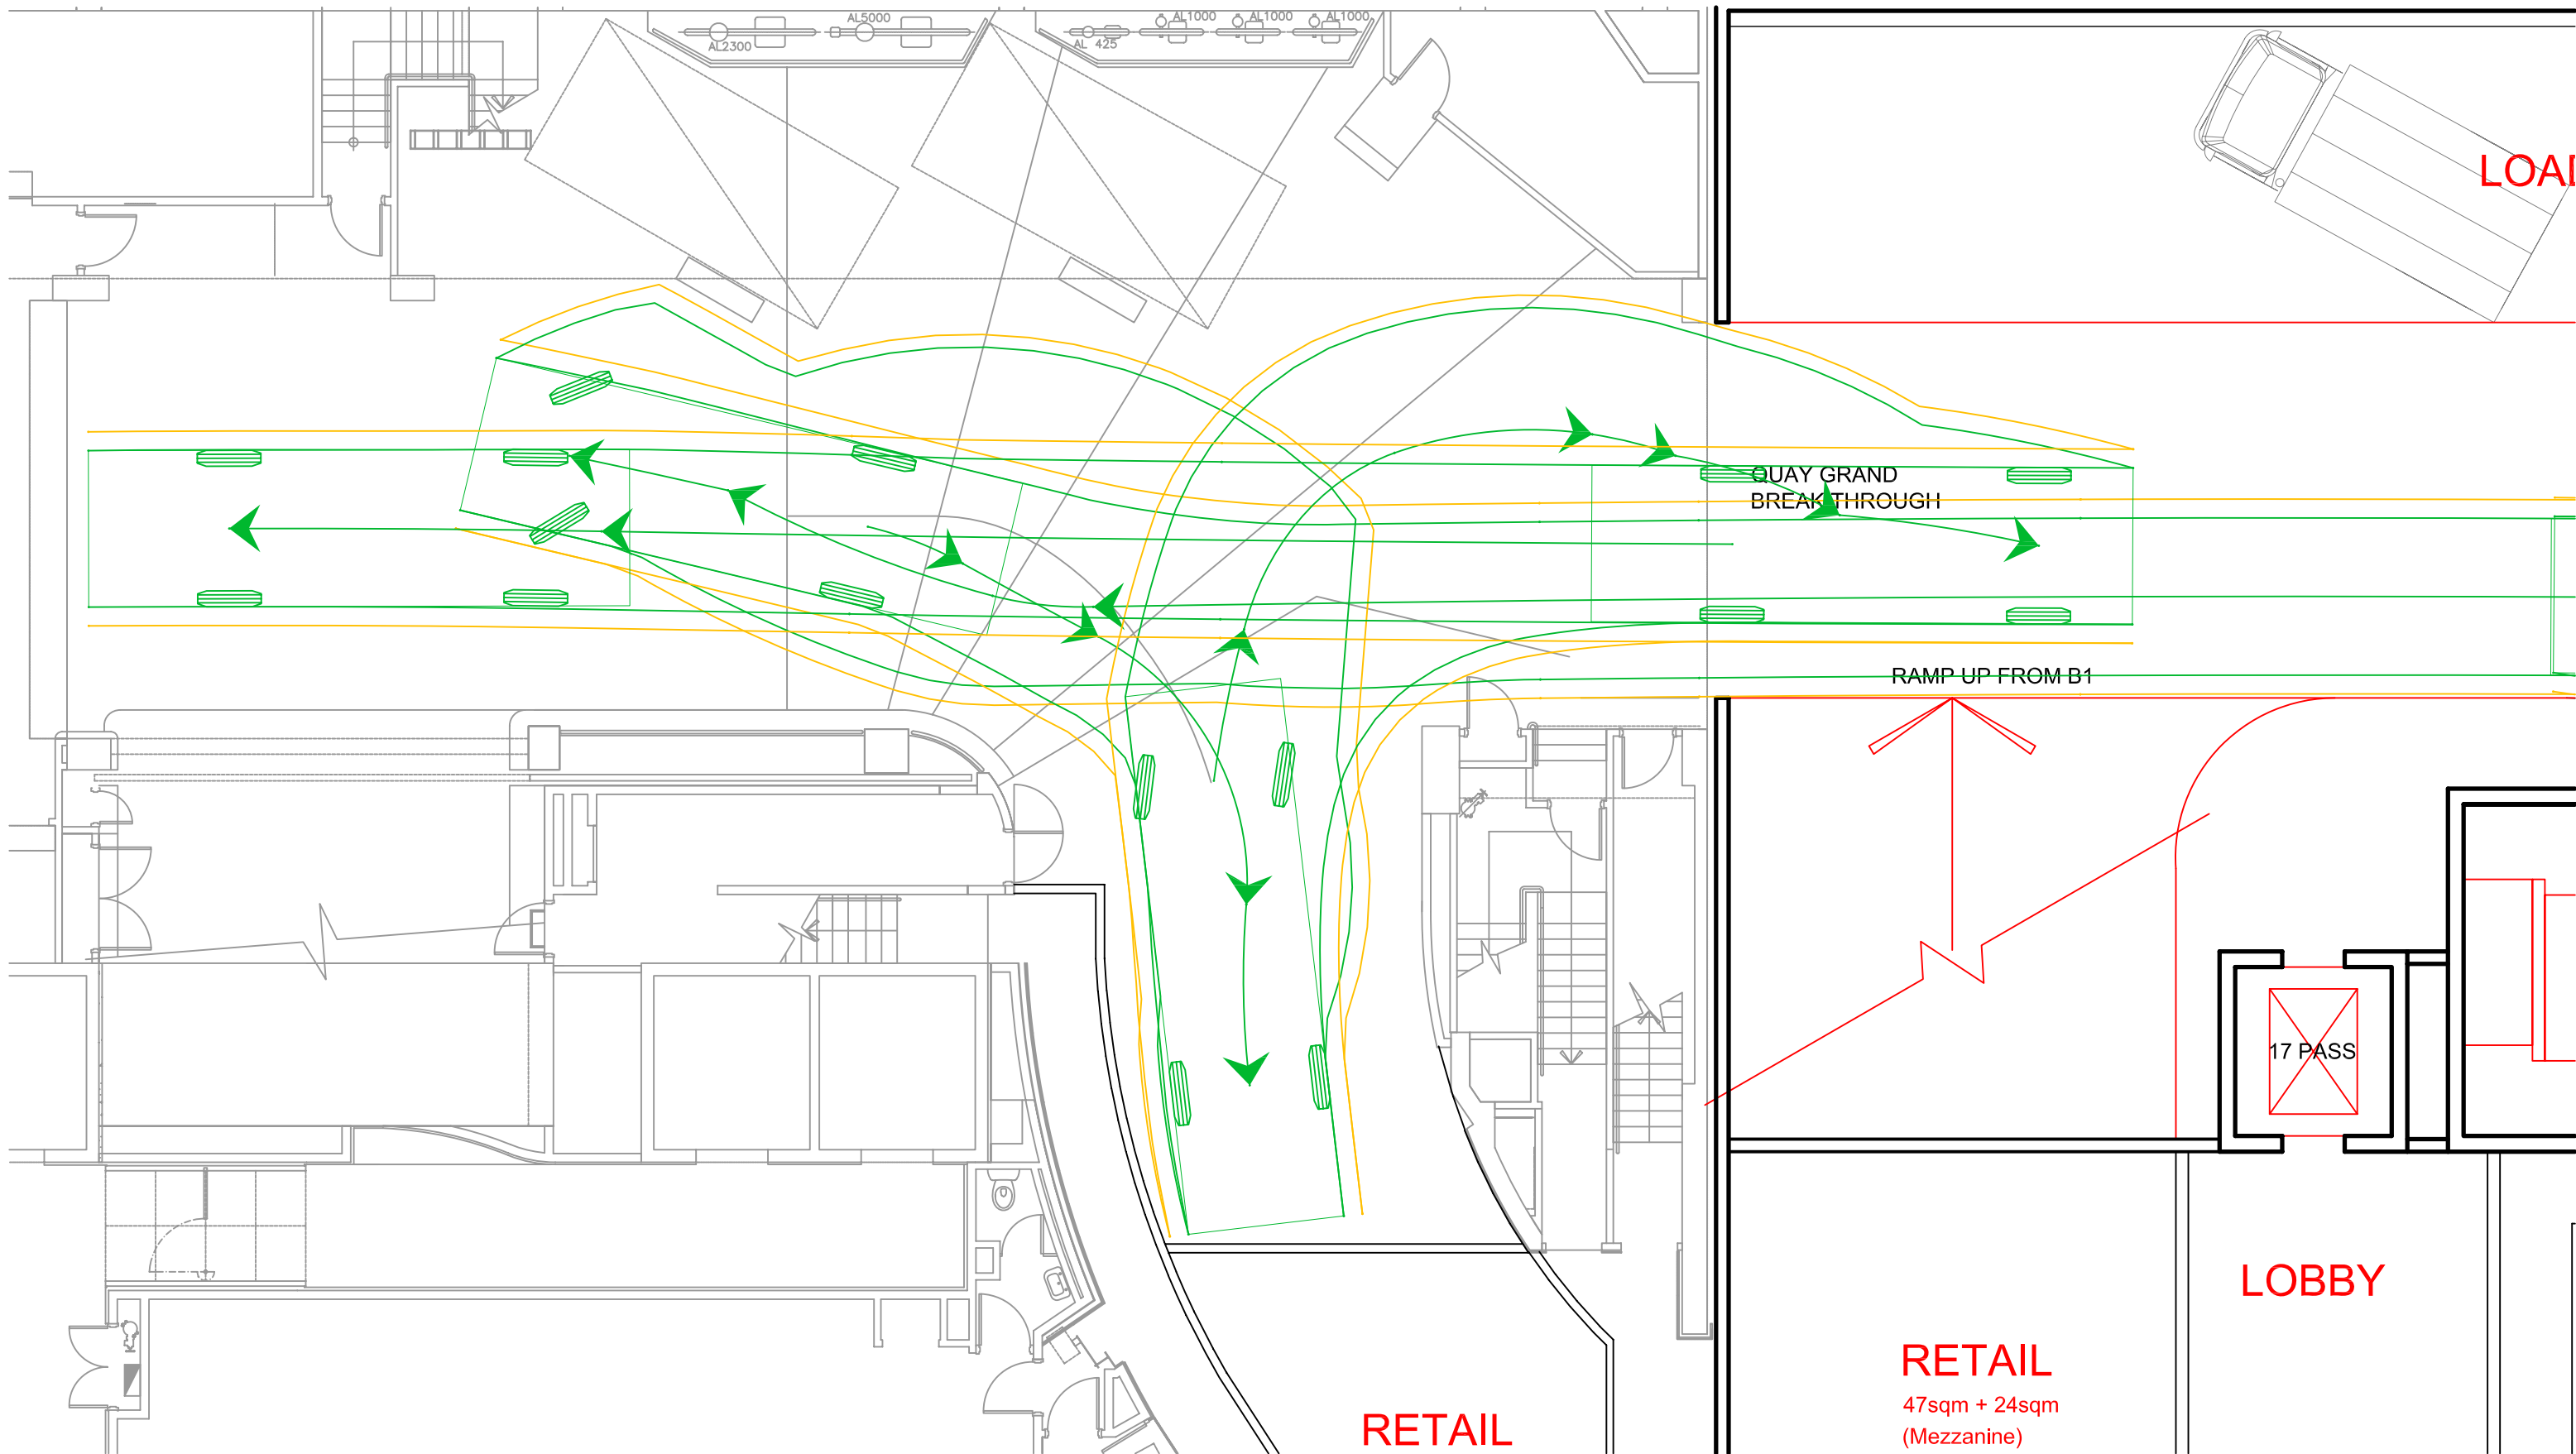 AL2300
AL5000
AL 425
AL1000
AL1000
AL1000
LOAD
QUAY GRAND
BREAKTHROUGH
RAMP UP FROM B1
17 PASS
LOBBY
RETAIL
47sqm + 24sqm
(Mezzanine)
RETAIL